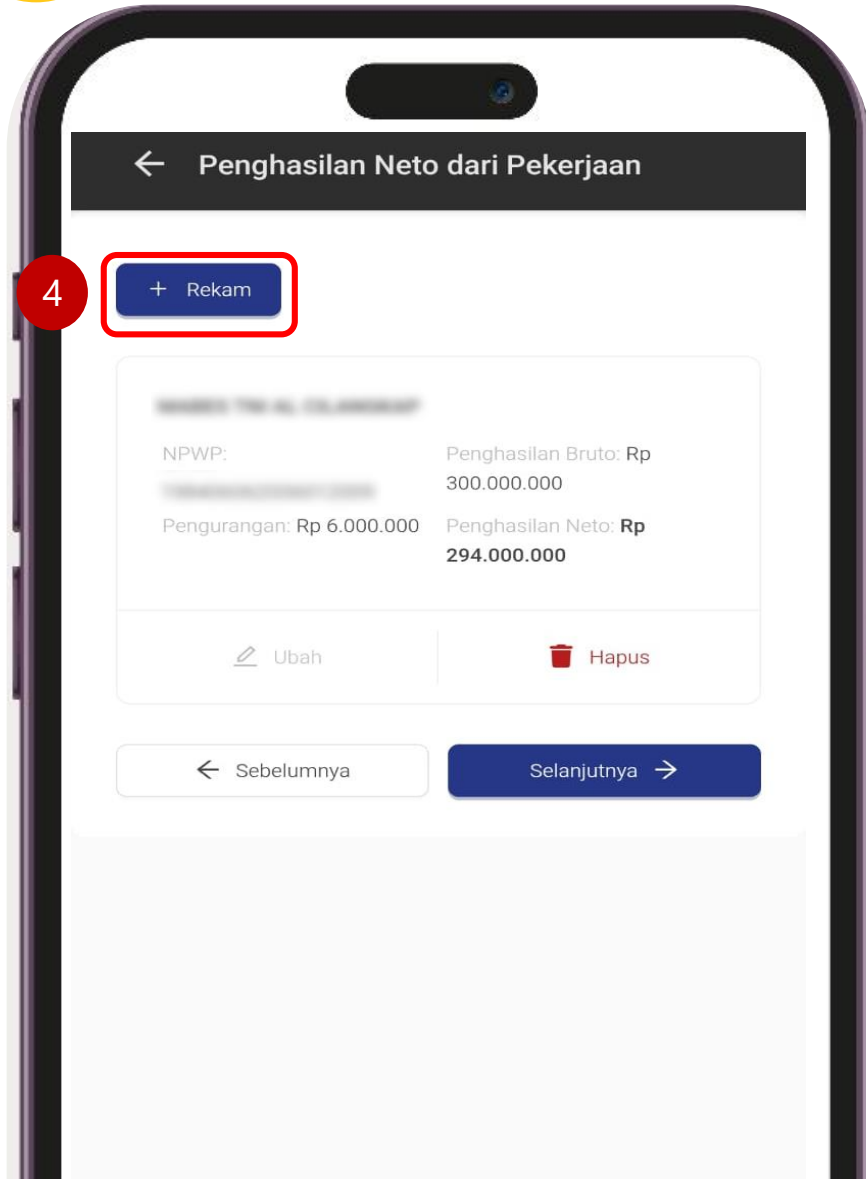 Penghasilan Neto dari Pekerjaan
4
+ Rekam
NPWP:
Penghasilan Bruto: Rp
300.000.000
Pengurangan: Rp 6.000.000
Penghasilan Neto: Rp
294.000.000
Ubah
Hapus
Sebelumnya
Selanjutnya